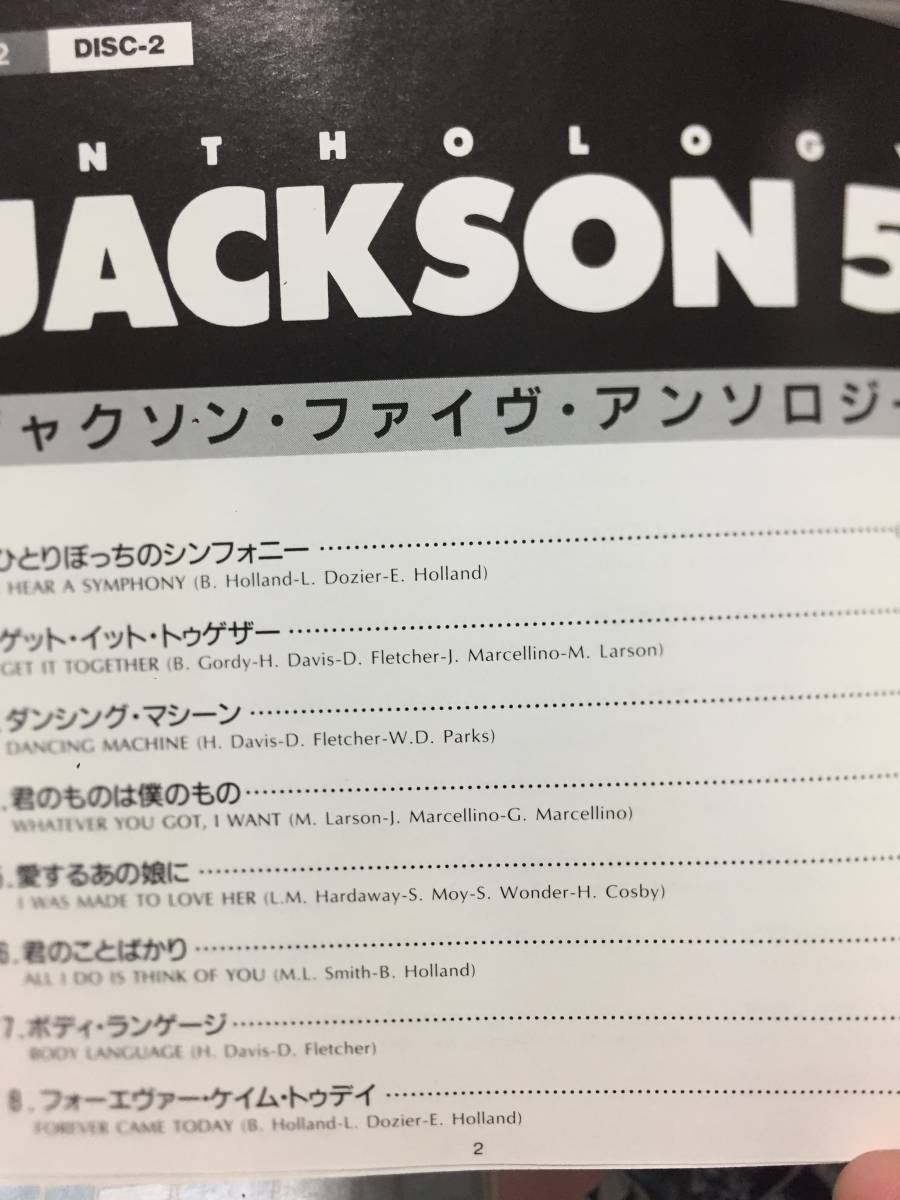 2 DISC-2
NTHOLOG
JACKSON 5
ャクソン・ファイヴ・アンソロジー
ひとりぼっちのシンフォニー
HEAR A SYMPHONY (B. Holland-L. Dozier-E. Holland)
ゲット・イット・トゥゲザー
GET IT TOGETHER (B. Gordy-H. Davis-D. Fletcher-J. Marcellino-M. Larson)
ダンシング・マシーン
DANCING MACHINE (H. Davis-D. Fletcher-W.D. Parks)
.君のものは僕のもの
WHATEVER YOU GOT, I WANT (M. Larson-J. Marcellino-G. Marcellino)
5.愛するあの娘に
I WAS MADE TO LOVE HER (L.M. Hardaway-S. Moy-S. Wonder-H. Cosby)
6.君のことばかり
ALL I DO IS THINK OF YOU (M.L. Smith-B. Holland)
7.ボディ・ランゲージ
BODY LANGUAGE (H. Davis-D. Fletcher)
8.フォーエヴァー・ケイム・トゥデイ
FOREVER CAME TODAY (B. Holland-L. Dozier-E. Holland)
2